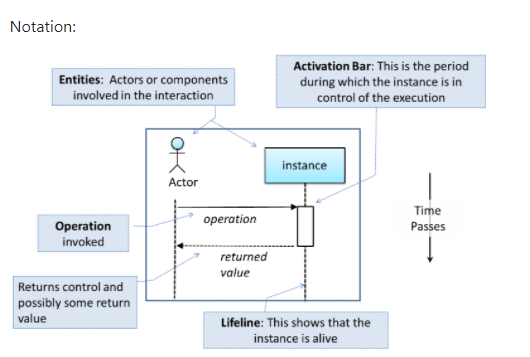 Notation:
Entities: Actors or components
involved in the interaction
Activation Bar: This is the period
during which the instance is in
control of the execution
instance
Actor
operation
Operation
invoked
Time
Passes
returned
value
Returns control and
possibly some return
value
Lifeline: This shows that the
instance is alive